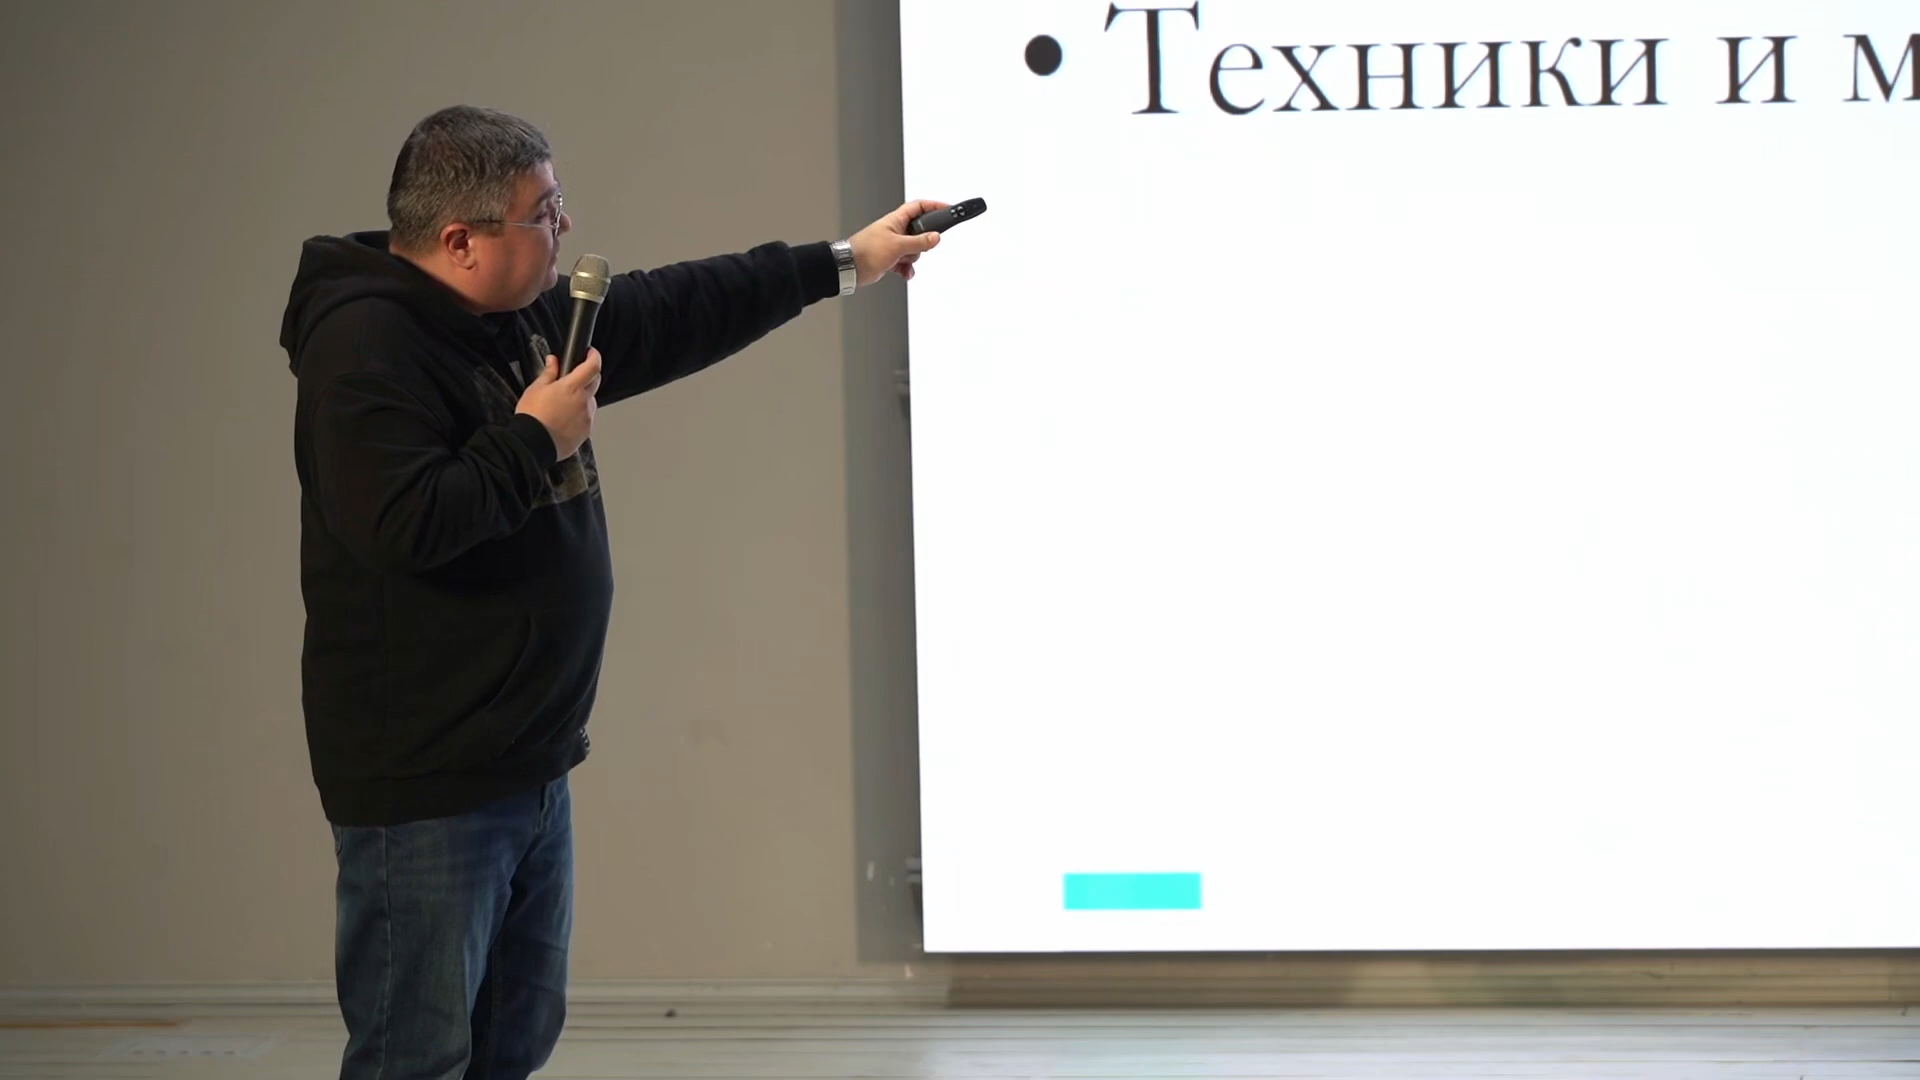 • Техники и м